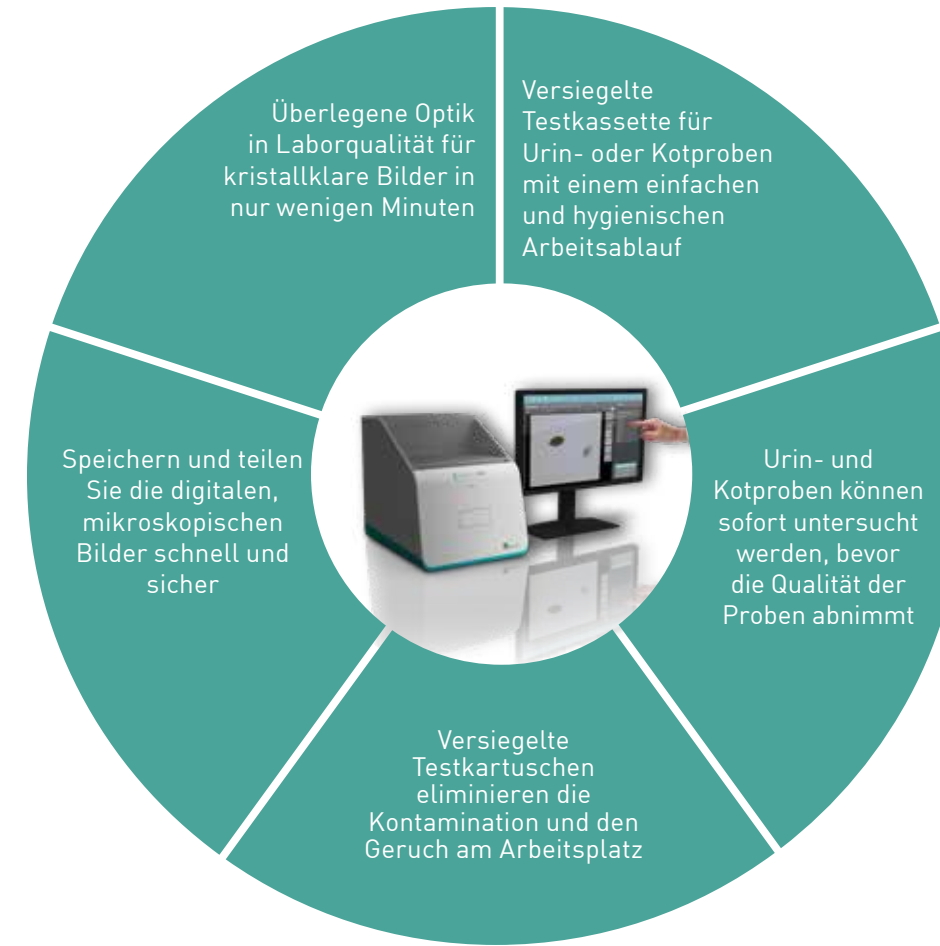 Überlegene Optik
in Laborqualität für
kristallklare Bilder in
nur wenigen Minuten
Versiegelte
Testkassette für
Urin- oder Kotproben
mit einem einfachen
und hygienischen
Arbeitsablauf
Urin- und
Kotproben können
sofort untersucht
werden, bevor
die Qualität der
Proben abnimmt
Versiegelte
Testkartuschen
eliminieren die
Kontamination und den
Geruch am Arbeitsplatz
Speichern und teilen
Sie die digitalen,
mikroskopischen
Bilder schnell und
sicher